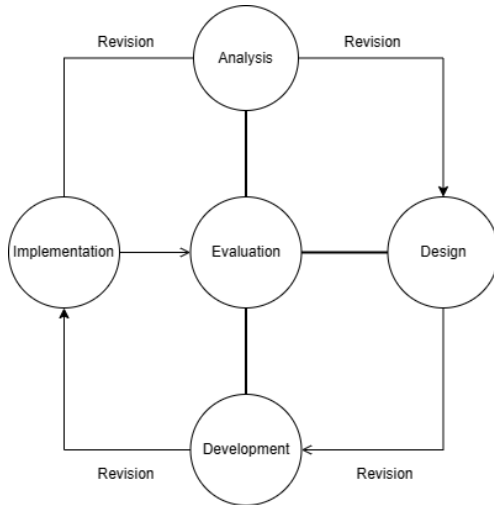 Revision
Revision
Analysis
Implementation
Evaluation
Design
Development
Revision
Revision